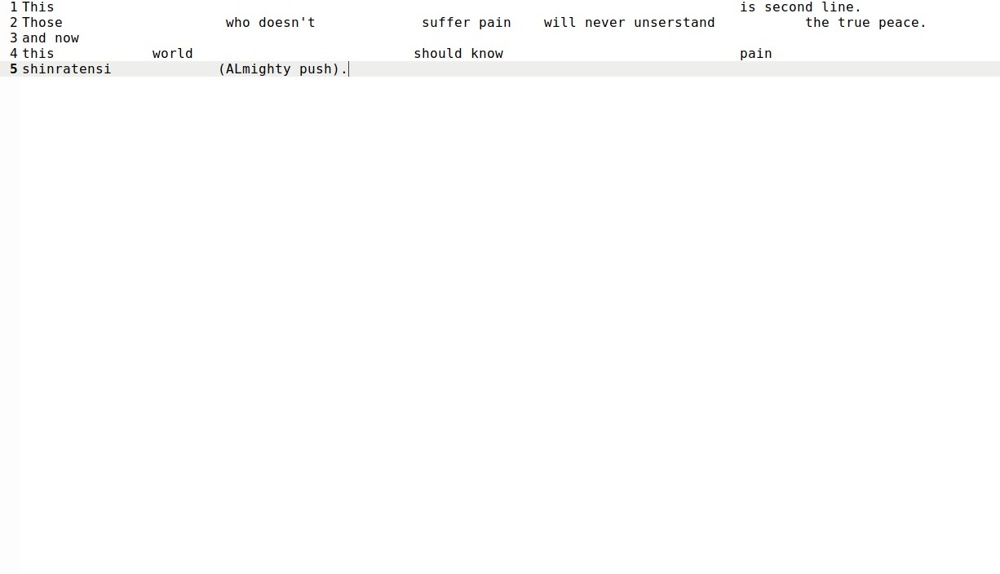 1 This is second line.
2 Those who doesn't suffer pain will never unserstand the true peace.
3 and now
4 this world should know pain
5 shinratensi (ALmighty push).